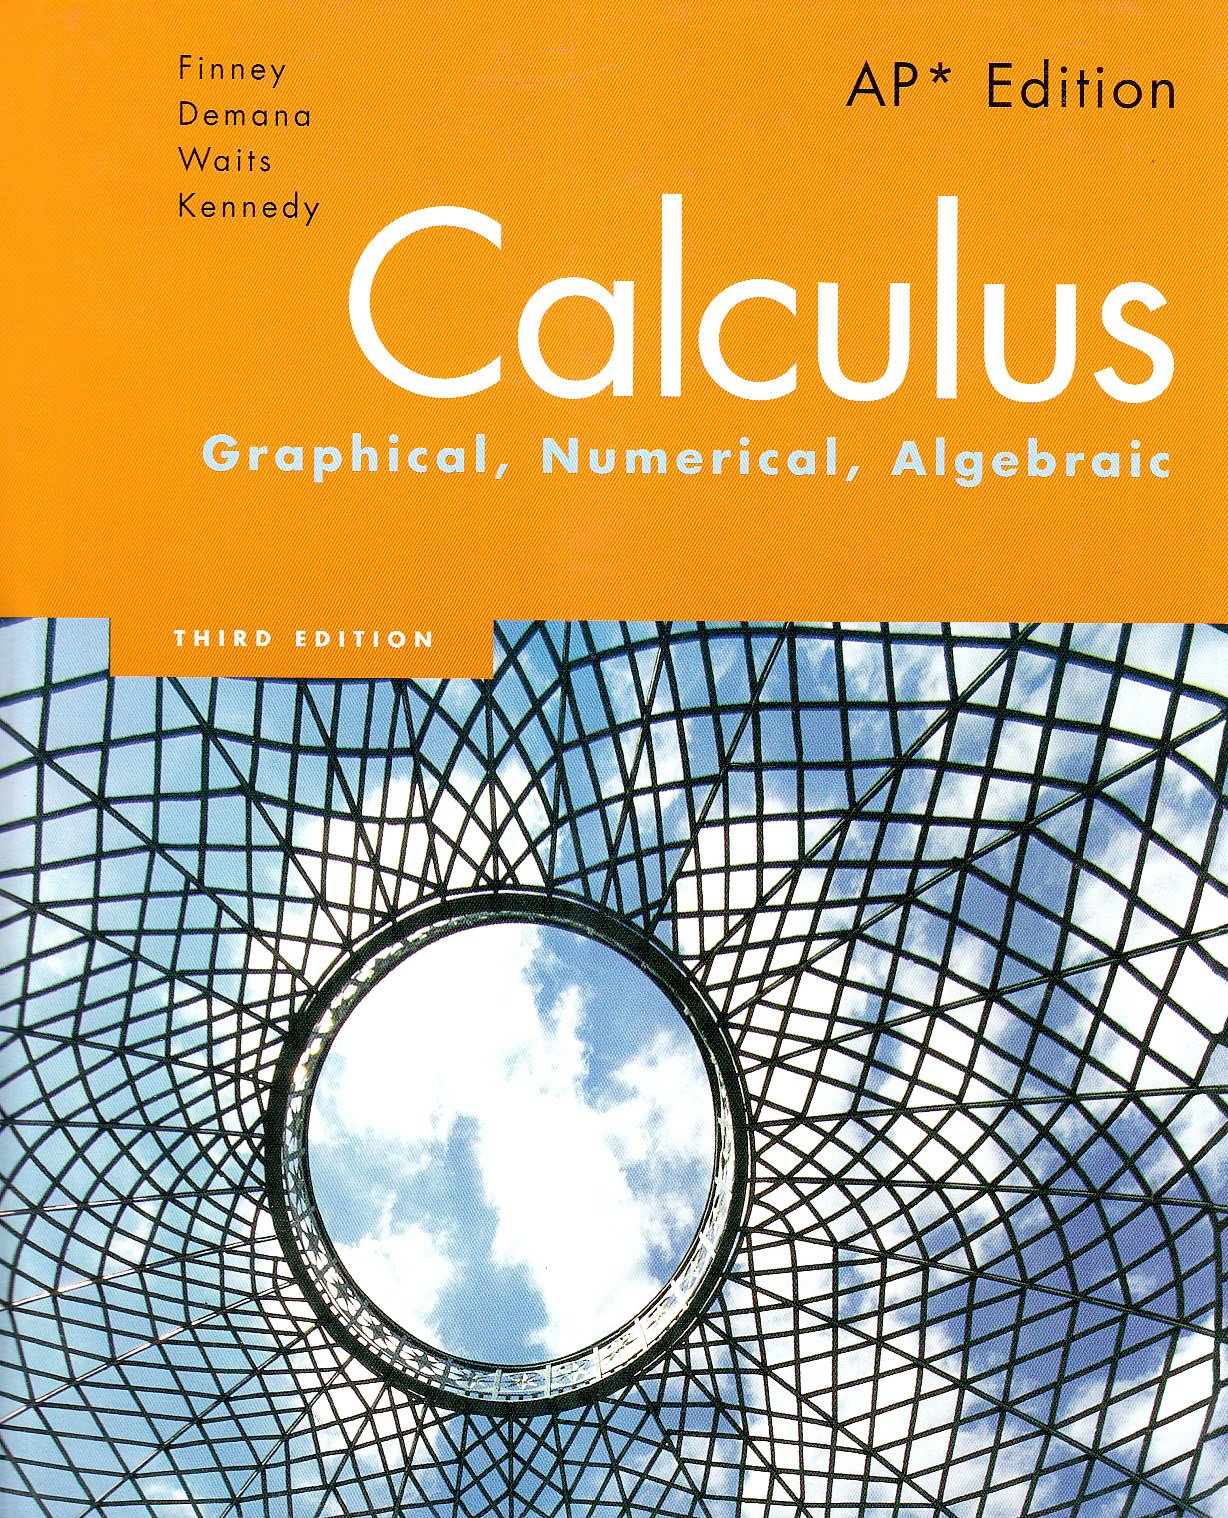 Finney
Demana
Waits
Kennedy
AP* Edition
Calculus
Graphical, Numerical, Algebraic
THIRD EDITION